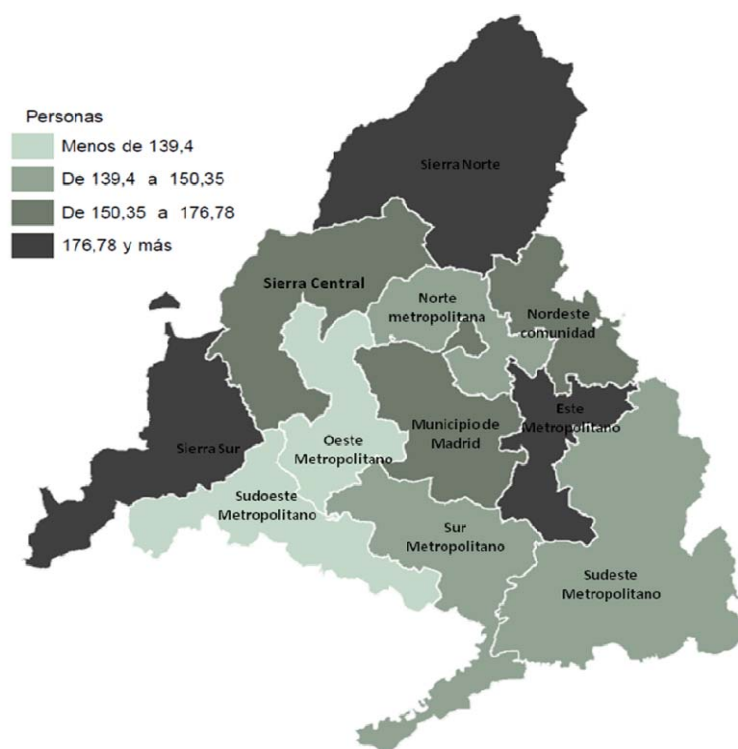 Personas
Menos de 139,4
De 139,4 a 150,35
De 150,35 a 176,78
176,78 y más
Sierra Norte
Sierra Central
Norte
metropolitana
Nordeste
comunidad
Este
Metropolitano
Municipio de
Madrid
Oeste
Metropolitano
Sierra Sur
Sudoeste
Metropolitano
Sur
Metropolitano
Sudeste
Metropolitano